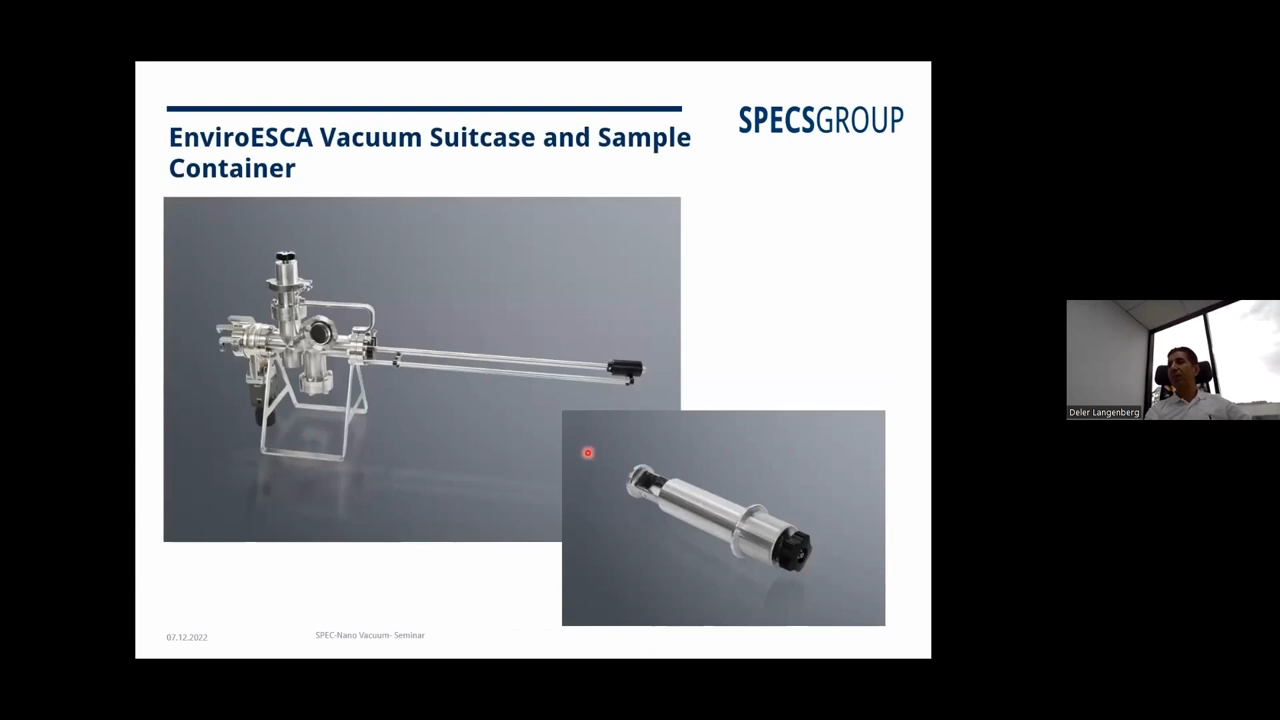 EnviroESCA Vacuum Suitcase and Sample
Container
SPECSGROUP
07.12.2022
SPEC-Nano Vacuum- Seminar
Deler Langenberg